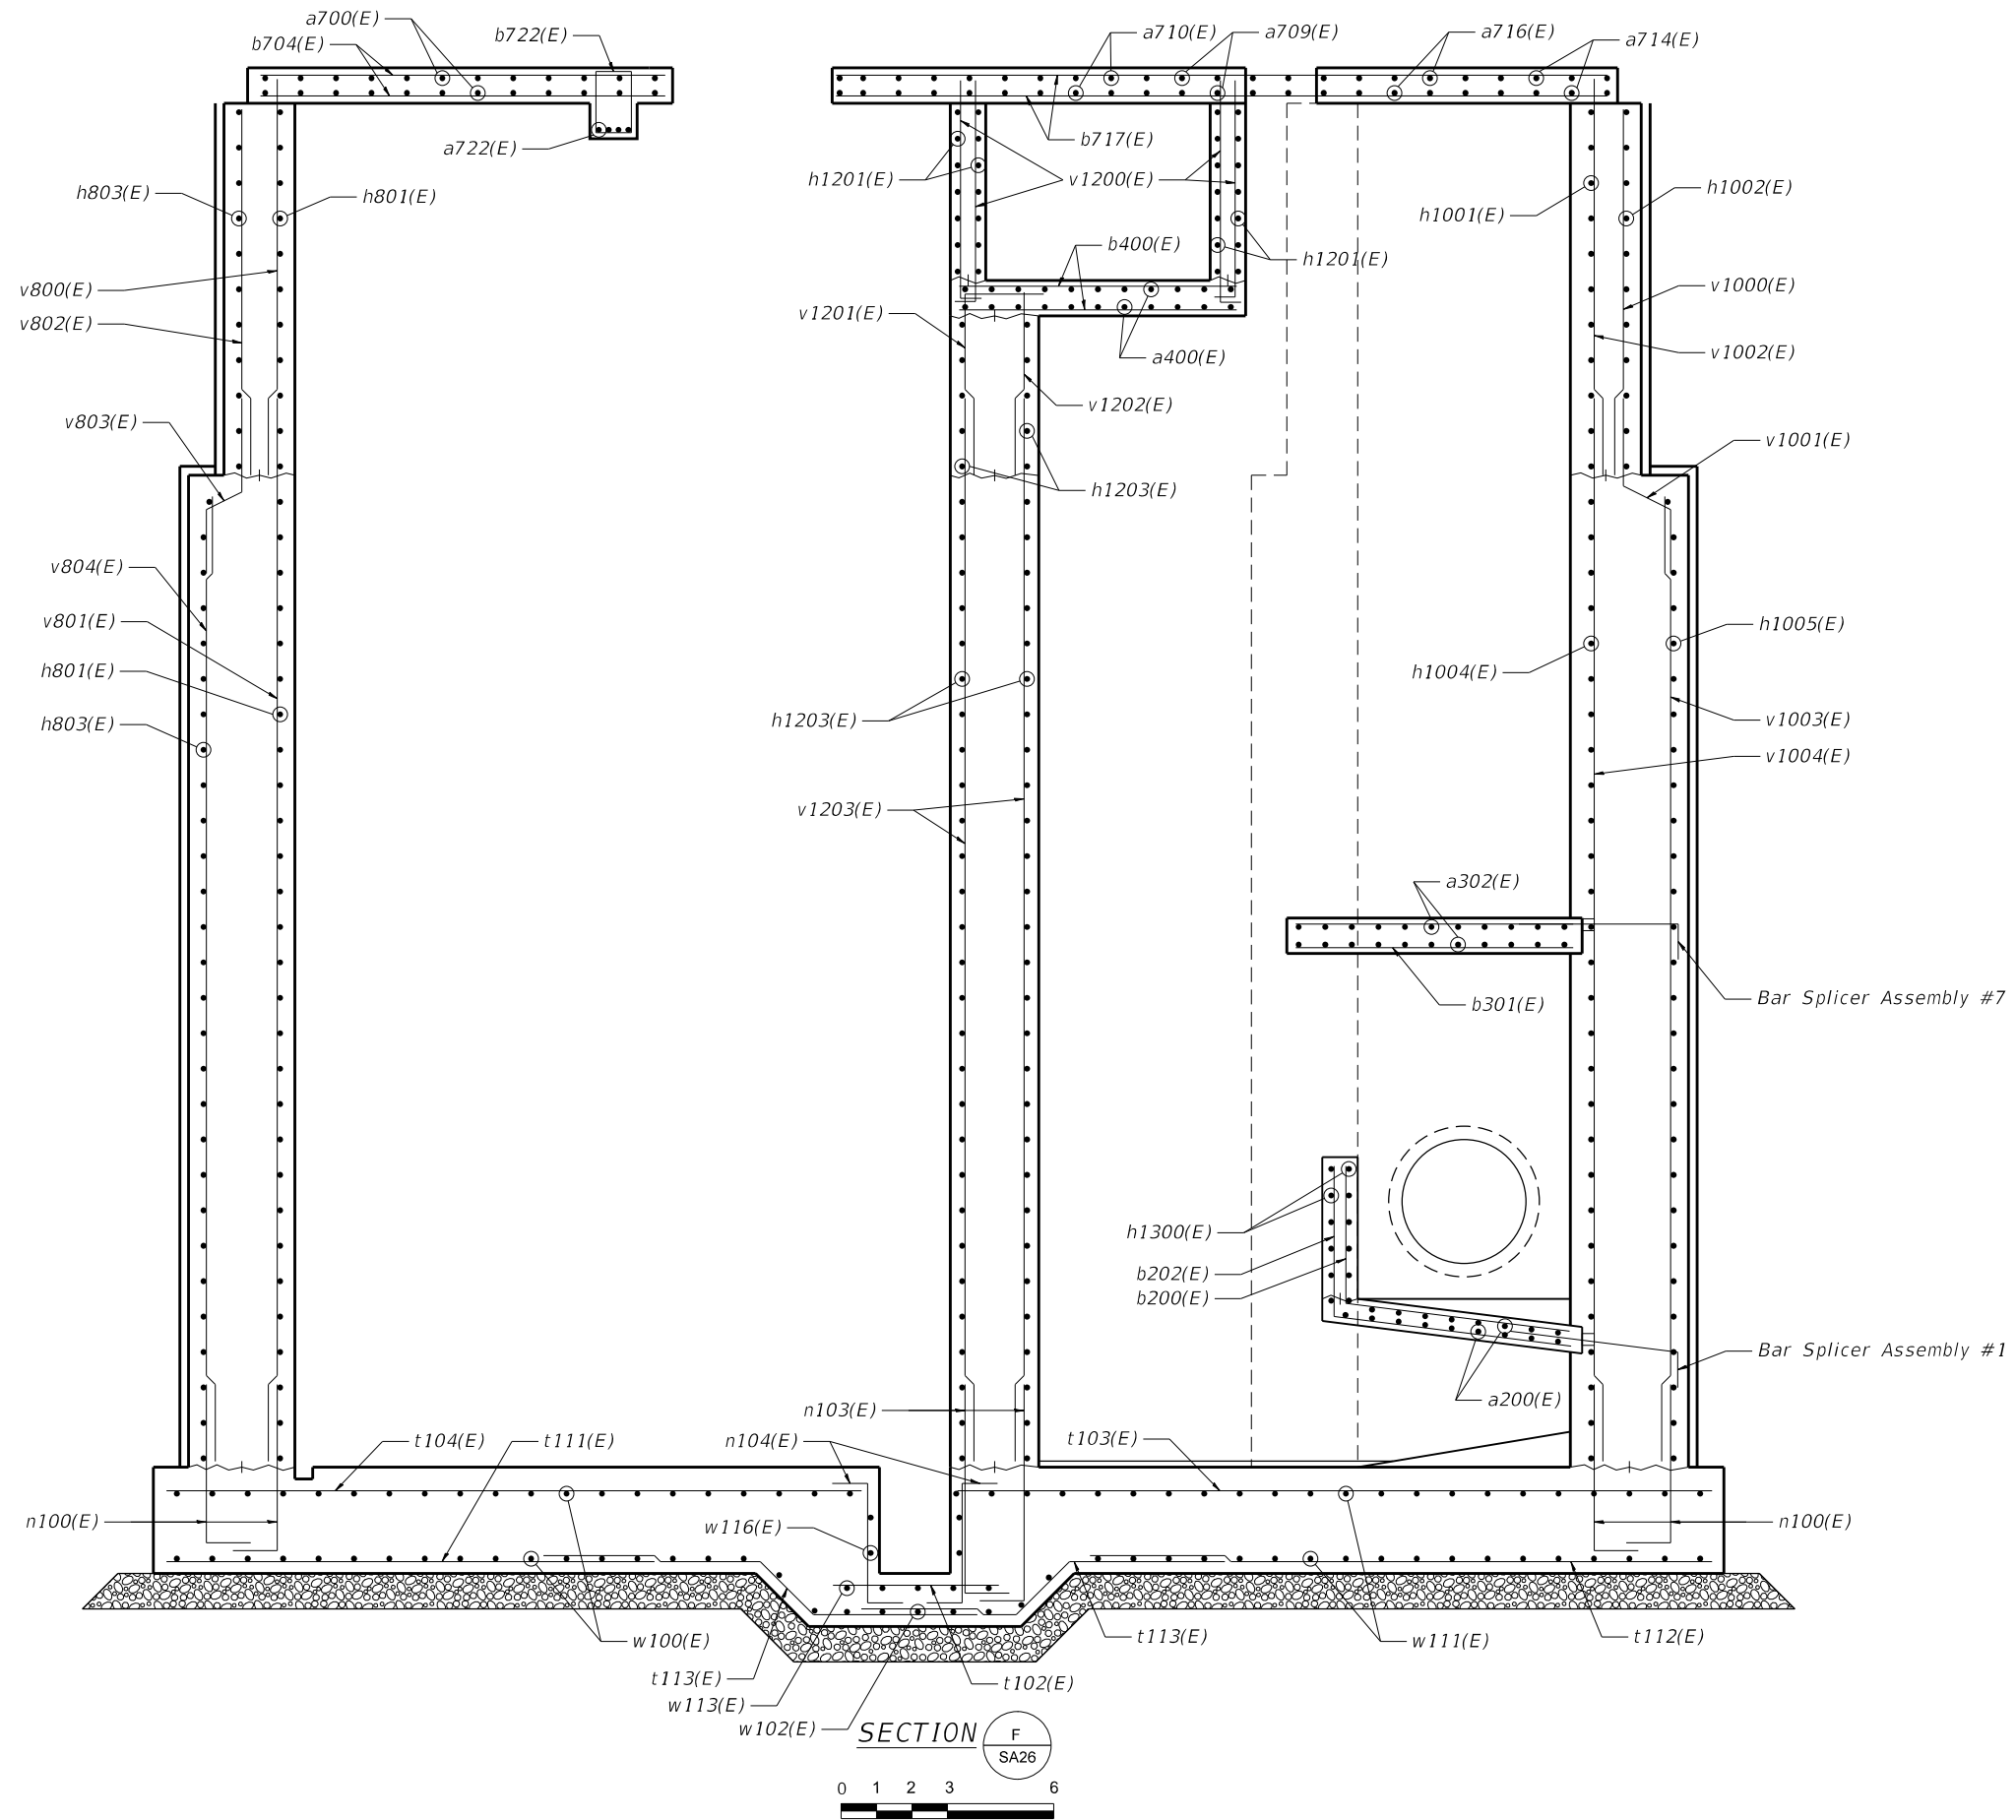 a700(E)
b704(E)
b722(E)
a722(E)
a710(E)
a709(E)
a716(E)
a714(E)
b717(E)
h803(E)
h801(E)
h1201(E)
v1200(E)
h1001(E)
h1002(E)
b400(E)
h1201(E)
v800(E)
v802(E)
v1201(E)
a400(E)
v1000(E)
v1002(E)
v803(E)
v1202(E)
v1001(E)
h1203(E)
v804(E)
v801(E)
h801(E)
h803(E)
h1203(E)
h1004(E)
h1005(E)
v1003(E)
v1004(E)
v1203(E)
a302(E)
b301(E)
Bar Splicer Assembly #7
h1300(E)
b202(E)
b200(E)
Bar Splicer Assembly #1
a200(E)
n103(E)
t104(E)
t111(E)
n104(E)
t103(E)
n100(E)
w116(E)
n100(E)
w100(E)
t113(E)
w113(E)
w102(E)
t102(E)
t113(E)
w111(E)
t112(E)
SECTION
F
SA26
0 1 2 3 6